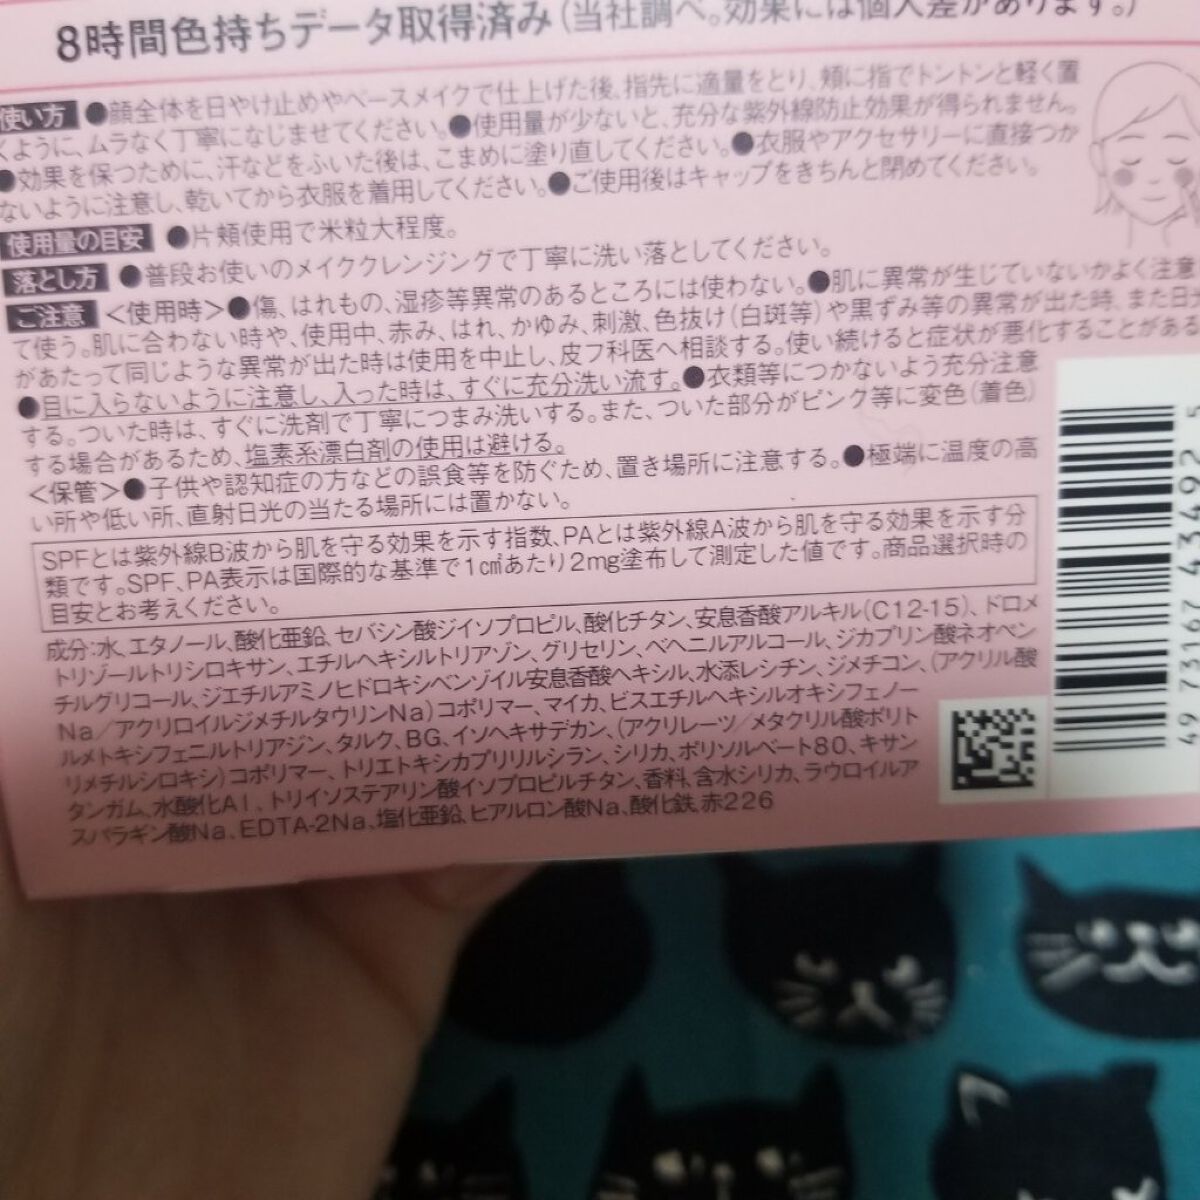 8時間色持ちデータ取得済み(当社調べ。効果には個人差があります。)
使い方 ●顔全体を日やけ止めやベースメイクで仕上げた後、指先に適量をとり、頬に指でトントンと軽く置
くように、ムラなく丁寧になじませてください。●使用量が少ないと、充分な紫外線防止効果が得られません。
●効果を保つために、汗などをふいた後は、こまめに塗り直してください。●衣服やアクセサリーに直接つか
ないように注意し、乾いてから衣服を着用してください。●ご使用後はキャップをきちんと閉めてください。
使用量の目安 ●片頬使用で米粒大程度。
落とし方 ●普段お使いのメイククレンジングで丁寧に洗い落としてください。
ご注意 <使用時>●傷、はれもの、湿疹等異常のあるところには使わない。●肌に異常が生じていないかよく注意
て使う。肌に合わない時や、使用中、赤み、はれ、かゆみ、刺激、色抜け(白斑等)や黒ずみ等の異常が出た時、また日光
があたって同じような異常が出た時は使用を中止し、皮フ科医へ相談する。使い続けると症状が悪化することがある
●目に入らないように注意し、入った時は、すぐに充分洗い流す。●衣類等につかないよう充分注意
する。ついた時は、すぐに洗剤で丁寧につまみ洗いする。また、ついた部分がピンク等に変色(着色)
する場合があるため、塩素系漂白剤の使用は避ける。
<保管>●子供や認知症の方などの誤食等を防ぐため、置き場所に注意する。●極端に温度の高
い所や低い所、直射日光の当たる場所には置かない。
SPFとは紫外線B波から肌を守る効果を示す指数、PAとは紫外線A波から肌を守る効果を示す分
類です。SPF、PA表示は国際的な基準で1c㎡あたり2mg塗布して測定した値です。商品選択時の
目安とお考えください。
成分:水、エタノール、酸化亜鉛、セバシン酸ジイソプロピル、酸化チタン、安息香酸アルキル(C12-15)、ドロメ
トリゾールトリシロキサン、エチルヘキシルトリアゾン、グリセリン、ベヘニルアルコール、ジカプリン酸ネオペン
チルグリコール、ジエチルアミノヒドロキシベンゾイル安息香酸ヘキシル、水添レシチン、ジメチコン、(アクリル酸
Na/アクリロイルジメチルタウリンNa)コポリマー、マイカ、ビスエチルヘキシルオキシフェノー
ルメトキシフェニルトリアジン、タルク、BG、イソヘキサデカン、(アクリレーツ/メタクリル酸ポリト
リメチルシロキシ)コポリマー、トリエトキシカプリリルシラン、シリカ、ポリソルベート80、キサン
タンガム、水酸化Al、トリイソステアリン酸イソプロピルチタン、香料、含水シリカ、ラウロイルア
スパラギン酸Na、EDTA-2Na、塩化亜鉛、ヒアルロン酸Na、酸化鉄、赤226